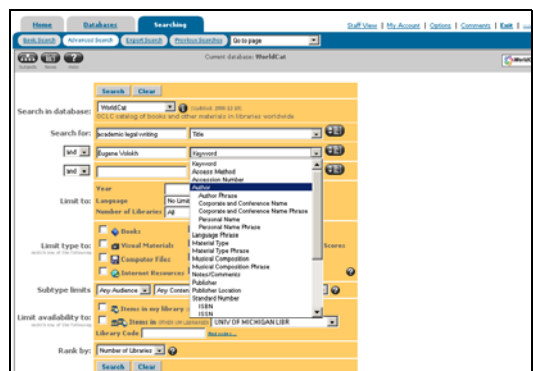 Home Databases Searching Staff View | My Account | Options | Comments | Exit |
Basic Search Advanced Search Expert Search Previous Searches Go to page
Subjects News Help Current database: WorldCat
Search Clear
Search in database: WorldCat
OCLC catalog of books and other materials in libraries worldwide
Search for: academic legal writing Title
and Eugene Volokh Keyword
and
Keyword
Access Method
Accession Number
Author
Author Phrase
Corporate and Conference Name
Corporate and Conference Name Phrase
Personal Name
Personal Name Phrase
Language Phrase
Material Type
Material Type Phrase
Musical Composition
Musical Composition Phrase
Notes/Comments
Publisher
Publisher Location
Standard Number
ISBN
ISSN
Limit to: Year
Language No Limit
Number of Libraries All
Limit type to: Books
Visual Materials Scores
Computer Files
Internet Resources
Subtype limits Any Audience Any Conten
Limit availability to: Items in my library
Items in UNIV OF MICHIGAN LIBR
Library Code
Rank by: Number of Libraries
Search Clear